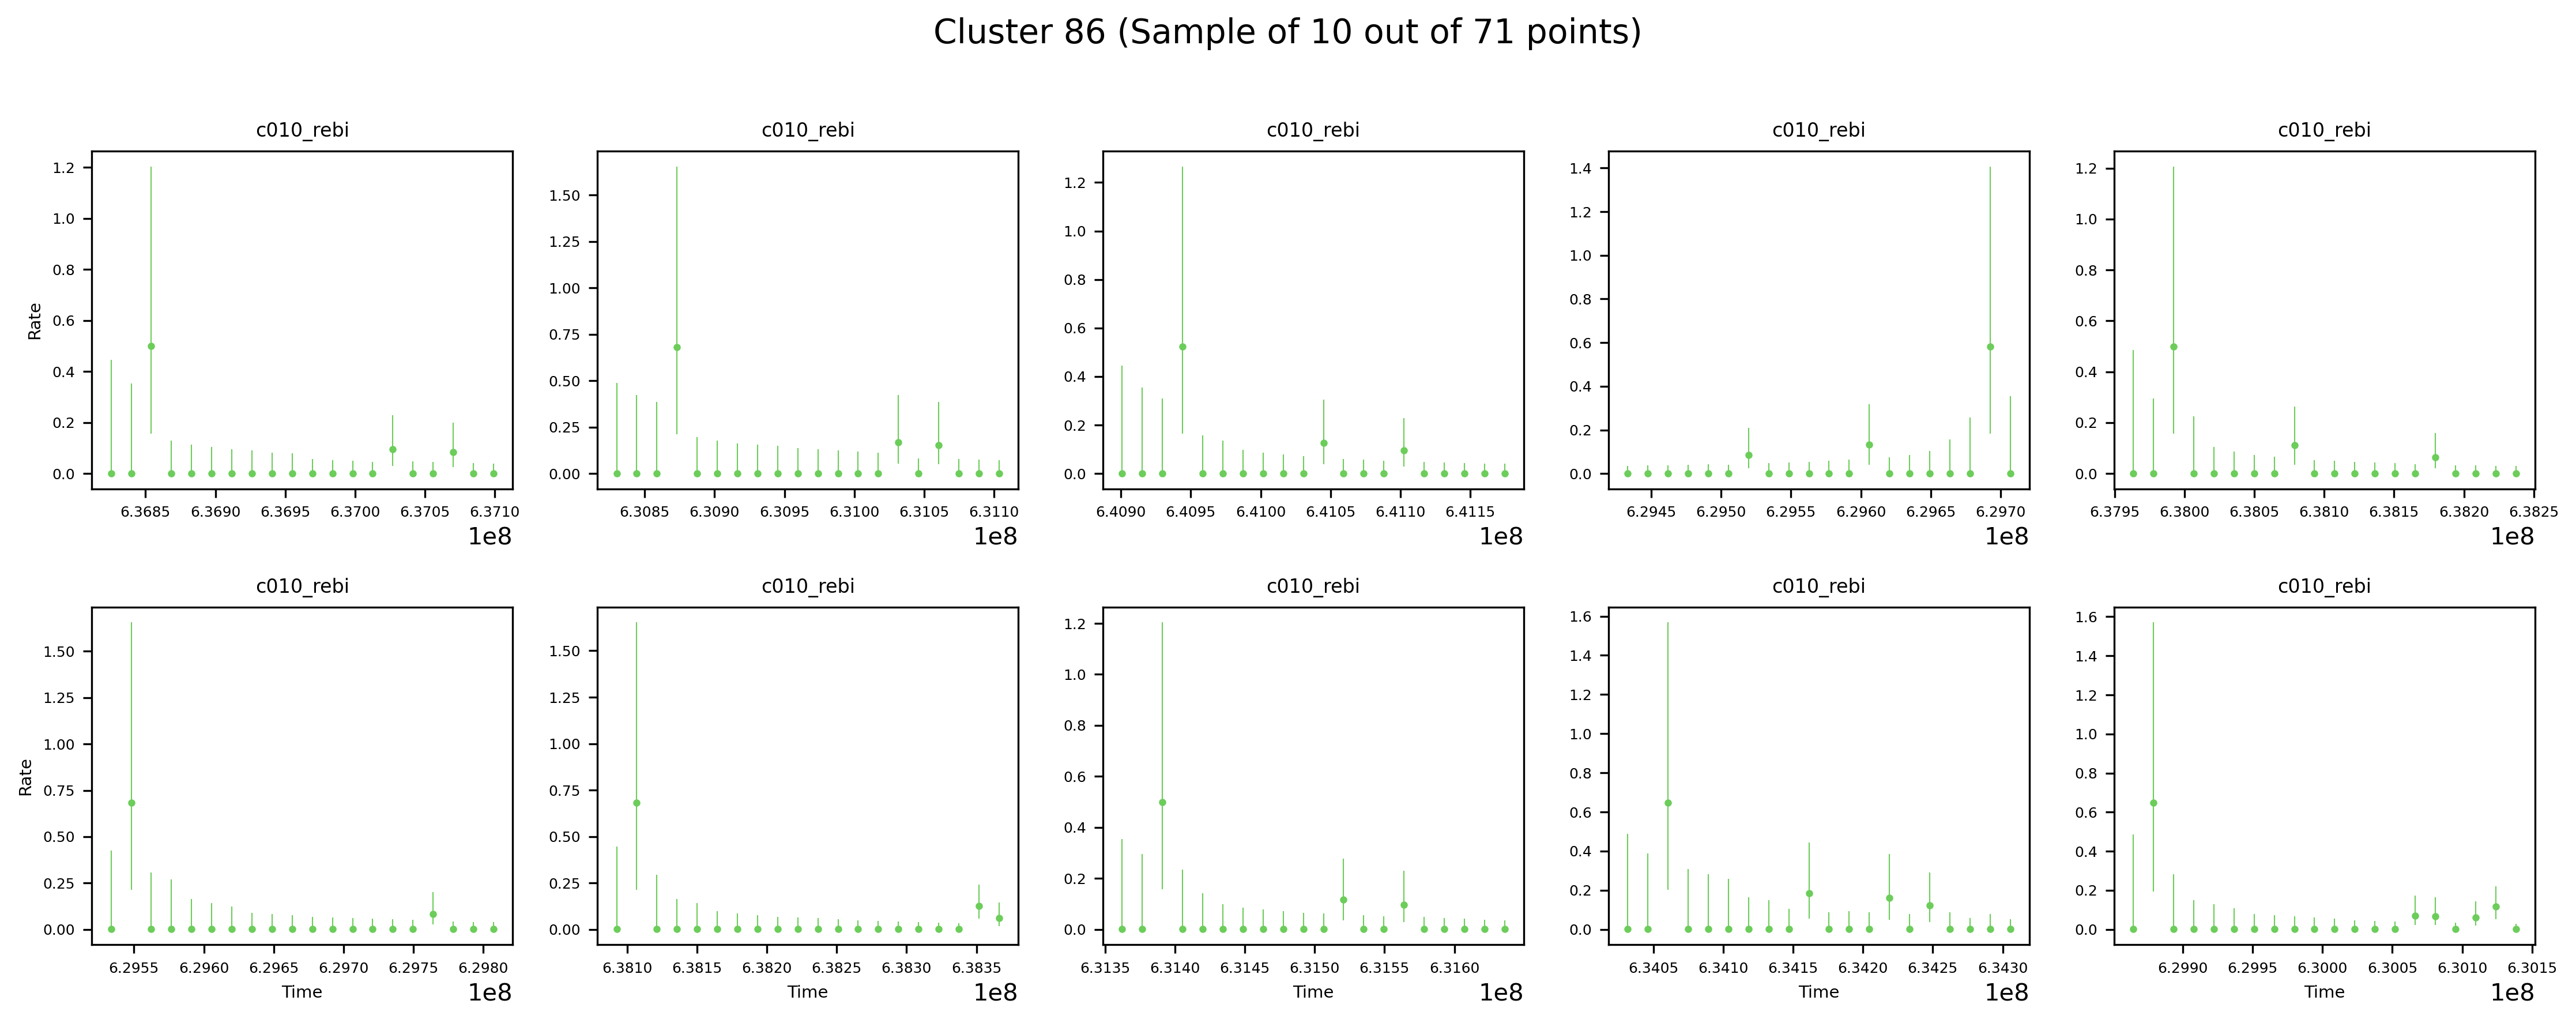 Cluster 86 (Sample of 10 out of 71 points)
c010_rebi c010_rebi c010_rebi c010_rebi c010_rebi
Rate
1.2
1.0
0.8
0.6
0.4
0.2
0.0
6.3685 6.3690 6.3695 6.3700 6.3705 6.3710
1e8
1.50
1.25
1.00
0.75
0.50
0.25
0.00
6.3085 6.3090 6.3095 6.3100 6.3105 6.3110
1e8
1.2
1.0
0.8
0.6
0.4
0.2
0.0
6.4090 6.4095 6.4100 6.4105 6.4110 6.4115
1e8
1.4
1.2
1.0
0.8
0.6
0.4
0.2
0.0
6.2945 6.2950 6.2955 6.2960 6.2965 6.2970
1e8
1.2
1.0
0.8
0.6
0.4
0.2
0.0
6.3795 6.3800 6.3805 6.3810 6.3815 6.3820 6.3825
1e8
c010_rebi c010_rebi c010_rebi c010_rebi c010_rebi
Rate
1.50
1.25
1.00
0.75
0.50
0.25
0.00
6.2955 6.2960 6.2965 6.2970 6.2975 6.2980
Time
1e8
1.50
1.25
1.00
0.75
0.50
0.25
0.00
6.3810 6.3815 6.3820 6.3825 6.3830 6.3835
Time
1e8
1.2
1.0
0.8
0.6
0.4
0.2
0.0
6.3135 6.3140 6.3145 6.3150 6.3155 6.3160
Time
1e8
1.6
1.4
1.2
1.0
0.8
0.6
0.4
0.2
0.0
6.3405 6.3410 6.3415 6.3420 6.3425 6.3430
Time
1e8
1.6
1.4
1.2
1.0
0.8
0.6
0.4
0.2
0.0
6.2990 6.2995 6.3000 6.3005 6.3010 6.3015
Time
1e8